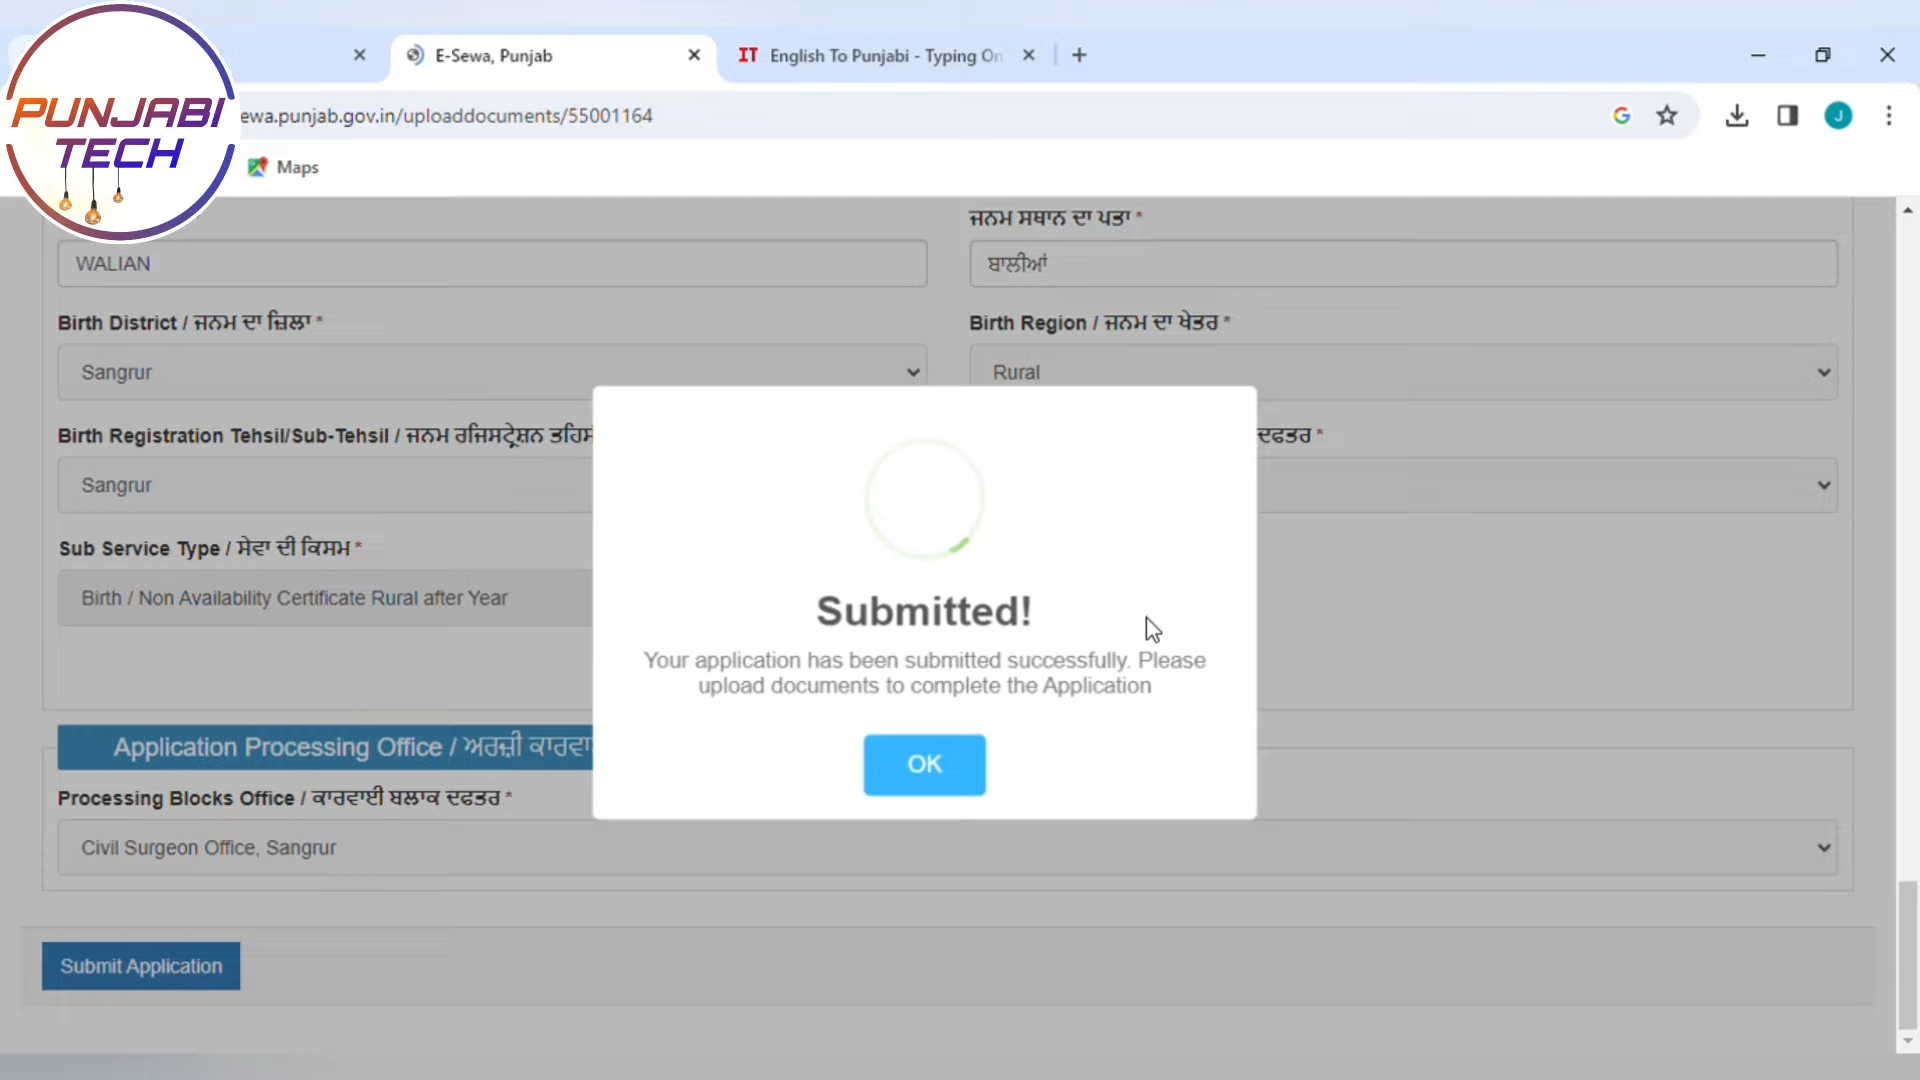 PUNJABI
TECH
E-Sewa, Punjab
IT English To Punjabi - Typing On
ewa.punjab.gov.in/uploaddocuments/55001164
G
J
Maps
ਜਨਮ ਸਥਾਨ ਦਾ ਪਤਾ *
WALIAN
ਬਾਲੀਆਂ
Birth District / ਜਨਮ ਦਾ ਜ਼ਿਲਾ *
Birth Region / ਜਨਮ ਦਾ ਖੇਤਰ *
Sangrur
Rural
Birth Registration Tehsil/Sub-Tehsil / ਜਨਮ ਰਜਿਸਟ੍ਰੇਸ਼ਨ
ਦਫਤਰ *
Sangrur
Sub Service Type / ਸੇਵਾ ਦੀ ਕਿਸਮ *
Birth / Non Availability Certificate Rural after Year
Submitted!
Your application has been submitted successfully. Please
upload documents to complete the Application
OK
Application Processing Office / ਅਰਜ਼ੀ
Processing Blocks Office / ਕਾਰਵਾਈ ਬਲਾਕ ਦਫਤਰ *
Civil Surgeon Office, Sangrur
Submit Application